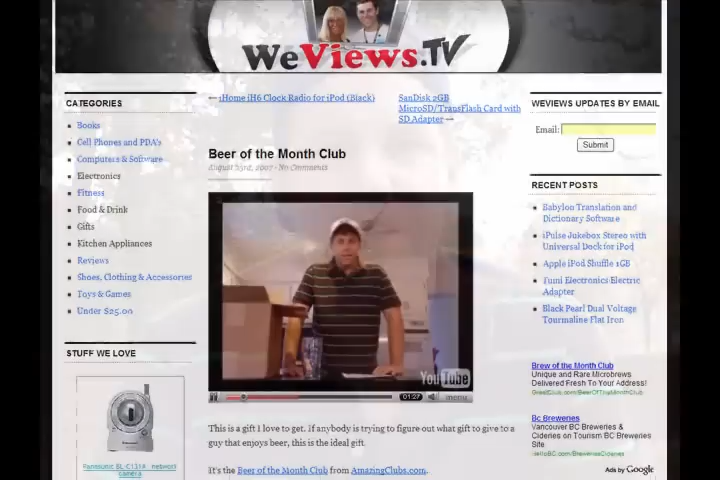 WeViews.TV
CATEGORIES
Books
Cell Phones and PDA's
Computers & Software
Electronics
Fitness
Food & Drink
Gifts
Kitchen Appliances
Reviews
Shoes, Clothing & Accessories
Toys & Games
Under $25.00
STUFF WE LOVE
Panasonic BL-C131A network
camera
← iHome iH6 Clock Radio for iPod (Black)
SanDisk 2GB
MicroSD/TransFlash Card with
SD Adapter →
Beer of the Month Club
August 23rd, 2007 · No Comments
YouTube
01:27
menu
This is a gift I love to get. If anybody is trying to figure out what gift to give to a
guy that enjoys beer, this is the ideal gift.
It's the Beer of the Month Club from AmazingClubs.com.
WEVIEWS UPDATES BY EMAIL
Email:
Submit
RECENT POSTS
Babylon Translation and
Dictionary Software
iPulse Jukebox Stereo with
Universal Dock for iPod
Apple iPod Shuffle 1GB
Tumi Electronics Electric
Adapter
Black Pearl Dual Voltage
Tourmaline Flat Iron
Brew of the Month Club
Unique and Rare Microbrews
Delivered Fresh To Your Address!
GreatClub.com/BeerOfTheMonthClub
Bc Breweries
Vancouver BC Breweries &
Cideries on Tourism BC Breweries
Site
HelloBC.com/BreweriesCideries
Ads by Google